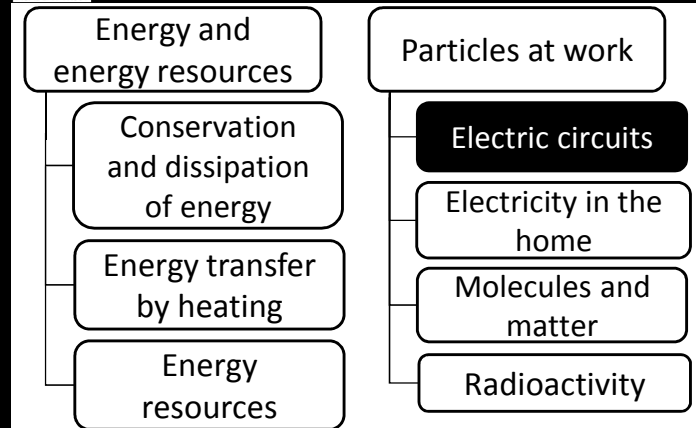 Energy and
energy resources
Conservation
and dissipation
of energy
Energy transfer
by heating
Energy
resources
Particles at work
Electric circuits
Electricity in the
home
Molecules and
matter
Radioactivity